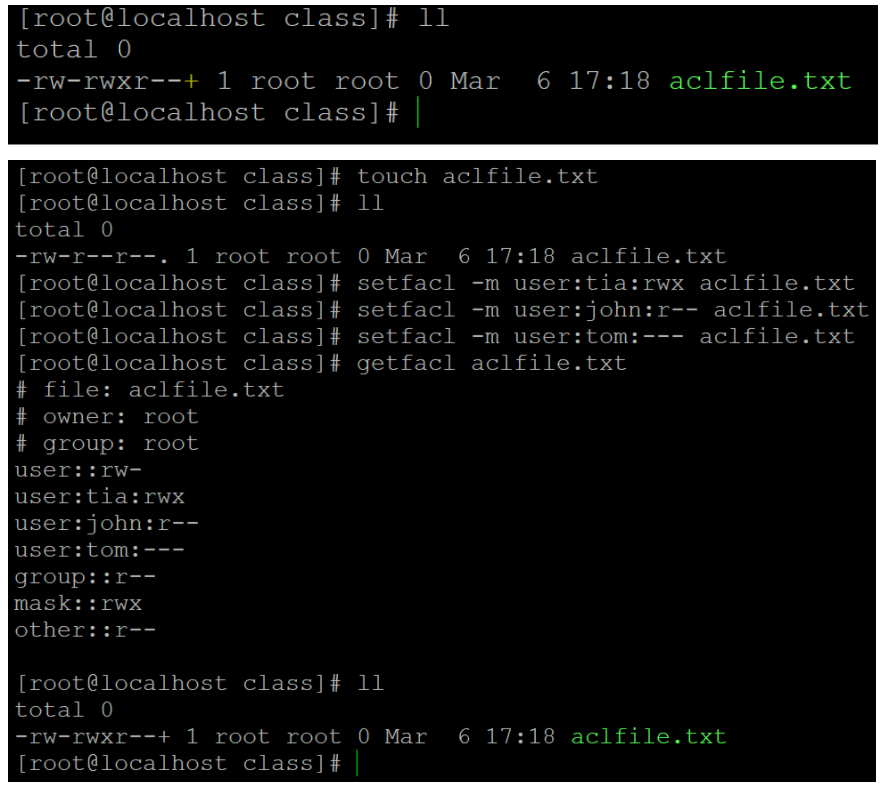 [root@localhost class]# ll
total 0
-rw-rwxr--+ 1 root root 0 Mar  6 17:18 aclfile.txt
[root@localhost class]#
[root@localhost class]# touch aclfile.txt
[root@localhost class]# ll
total 0
-rw-r--r--. 1 root root 0 Mar  6 17:18 aclfile.txt
[root@localhost class]# setfacl -m user:tia:rwx aclfile.txt
[root@localhost class]# setfacl -m user:john:r-- aclfile.txt
[root@localhost class]# setfacl -m user:tom:--- aclfile.txt
[root@localhost class]# getfacl aclfile.txt
# file: aclfile.txt
# owner: root
# group: root
user::rw-
user:tia:rwx
user:john:r--
user:tom:---
group::r--
mask::rwx
other::r--
[root@localhost class]# ll
total 0
-rw-rwxr--+ 1 root root 0 Mar  6 17:18 aclfile.txt
[root@localhost class]#